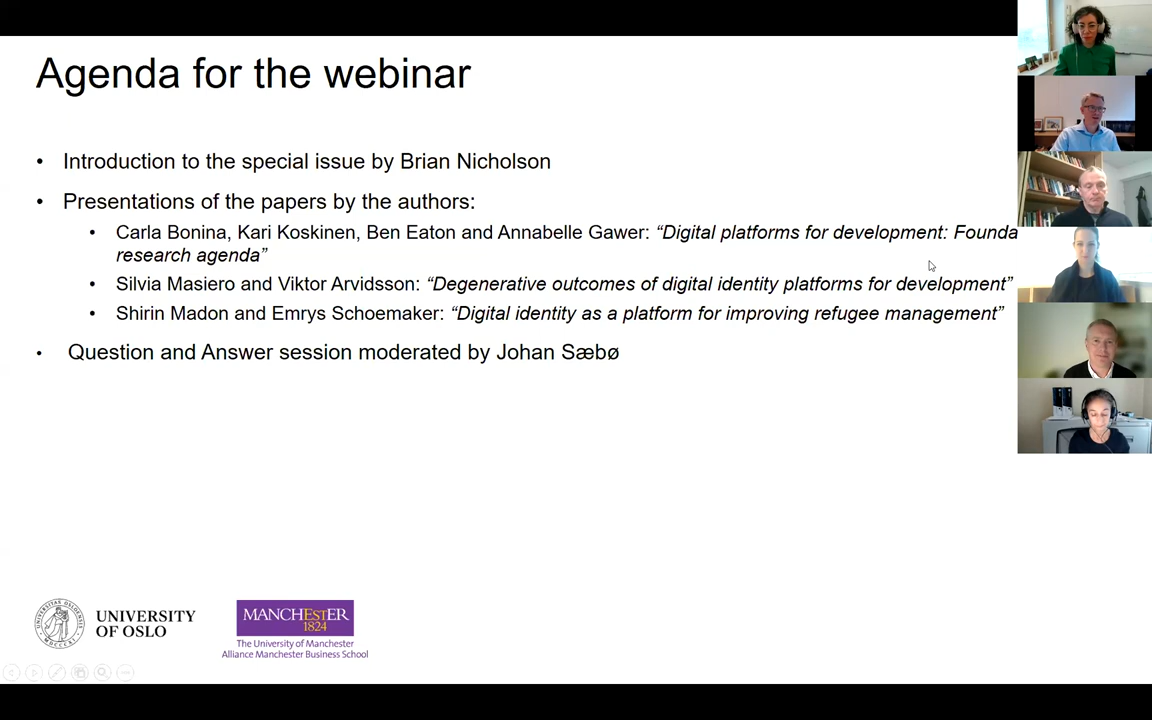 Agenda for the webinar
• Introduction to the special issue by Brian Nicholson
• Presentations of the papers by the authors:
• Carla Bonina, Kari Koskinen, Ben Eaton and Annabelle Gawer: “Digital platforms for development: Founda
research agenda”
• Silvia Masiero and Viktor Arvidsson: “Degenerative outcomes of digital identity platforms for development”
• Shirin Madon and Emrys Schoemaker: “Digital identity as a platform for improving refugee management”
• Question and Answer session moderated by Johan Sæbø
UNIVERSITY
OF OSLO
MANCHESTER
1824
The University of Manchester
Alliance Manchester Business School